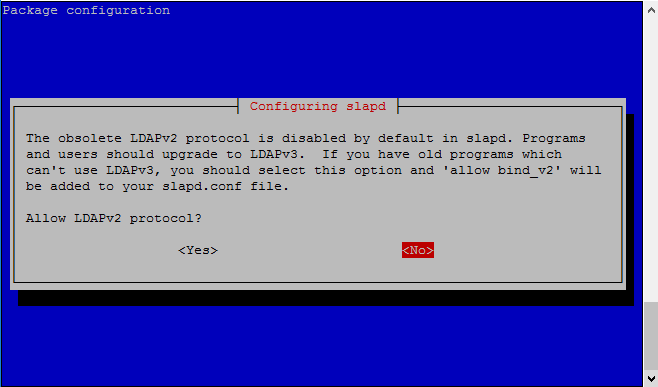 Package configuration
Configuring slapd
The obsolete LDAPv2 protocol is disabled by default in slapd. Programs
and users should upgrade to LDAPv3.  If you have old programs which
can't use LDAPv3, you should select this option and 'allow bind_v2' will
be added to your slapd.conf file.
Allow LDAPv2 protocol?
<Yes> <No>